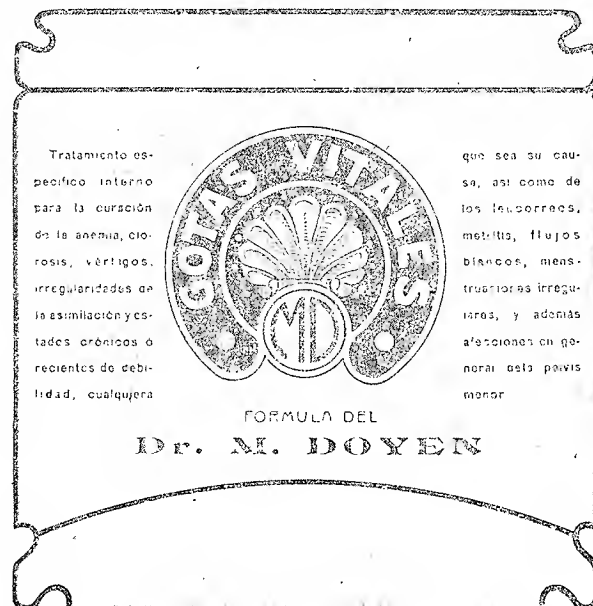 Tratamiento es-
pecífico interno
para la curación
de la anemia, clo-
rosis, vértigos,
irregularidades de
la asimilación y es-
tados crónicos ó
recientes de debi-
lidad, cualquiera
que sea su cau-
sa, así como de
los leucorreos,
metritis, flujos
blancos, mens-
truaciones irregu-
lares, y además
afecciones en ge-
neral de la pelvis
menor
GOTAS VITALES
MD
FORMULA DEL
Dr. M. DOYEN